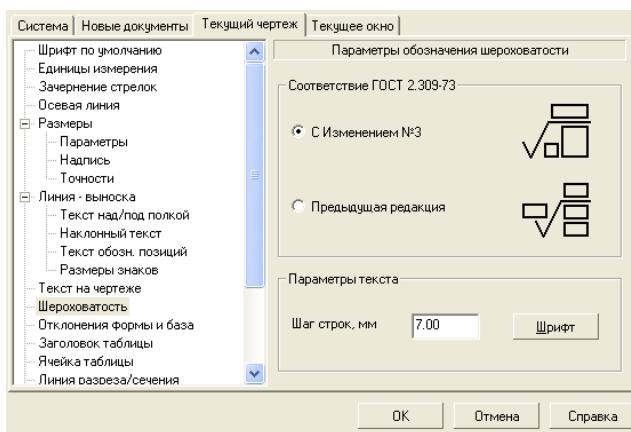 Система
Новые документы
Текущий чертеж
Текущее окно
Шрифт по умолчанию
Единицы измерения
Зачернение стрелок
Осевая линия
Размеры
Параметры
Надпись
Точности
Линия - выноска
Текст над/под полкой
Наклонный текст
Текст обозн. позиций
Размеры знаков
Текст на чертеже
Шероховатость
Отклонения формы и база
Заголовок таблицы
Ячейка таблицы
Линия разреза/сечения
Параметры обозначения шероховатости
Соответствие ГОСТ 2.309-73
С Изменением №3
Предыдущая редакция
Параметры текста
Шаг строк, мм 7.00 Шрифт
OK Отмена Справка